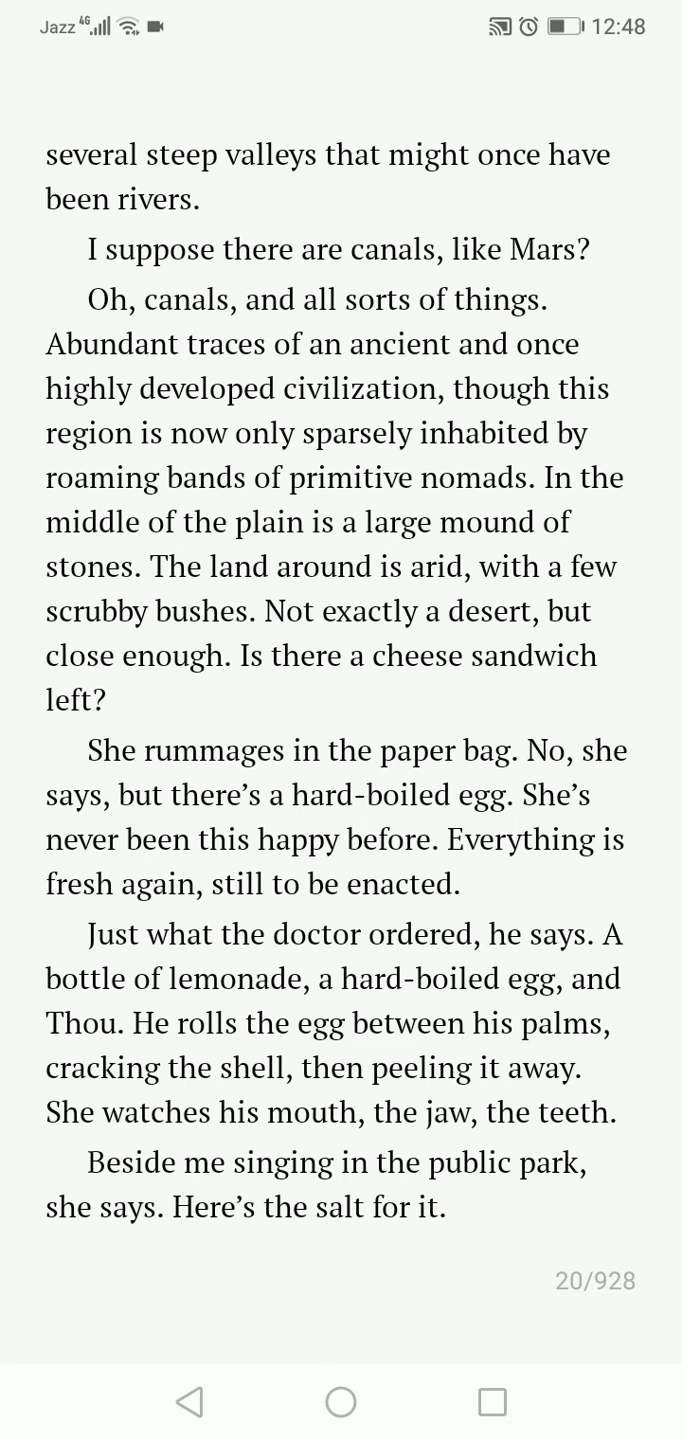 Jazz 4G 12:48
several steep valleys that might once have
been rivers.
I suppose there are canals, like Mars?
Oh, canals, and all sorts of things.
Abundant traces of an ancient and once
highly developed civilization, though this
region is now only sparsely inhabited by
roaming bands of primitive nomads. In the
middle of the plain is a large mound of
stones. The land around is arid, with a few
scrubby bushes. Not exactly a desert, but
close enough. Is there a cheese sandwich
left?
She rummages in the paper bag. No, she
says, but there’s a hard-boiled egg. She’s
never been this happy before. Everything is
fresh again, still to be enacted.
Just what the doctor ordered, he says. A
bottle of lemonade, a hard-boiled egg, and
Thou. He rolls the egg between his palms,
cracking the shell, then peeling it away.
She watches his mouth, the jaw, the teeth.
Beside me singing in the public park,
she says. Here’s the salt for it.
20/928